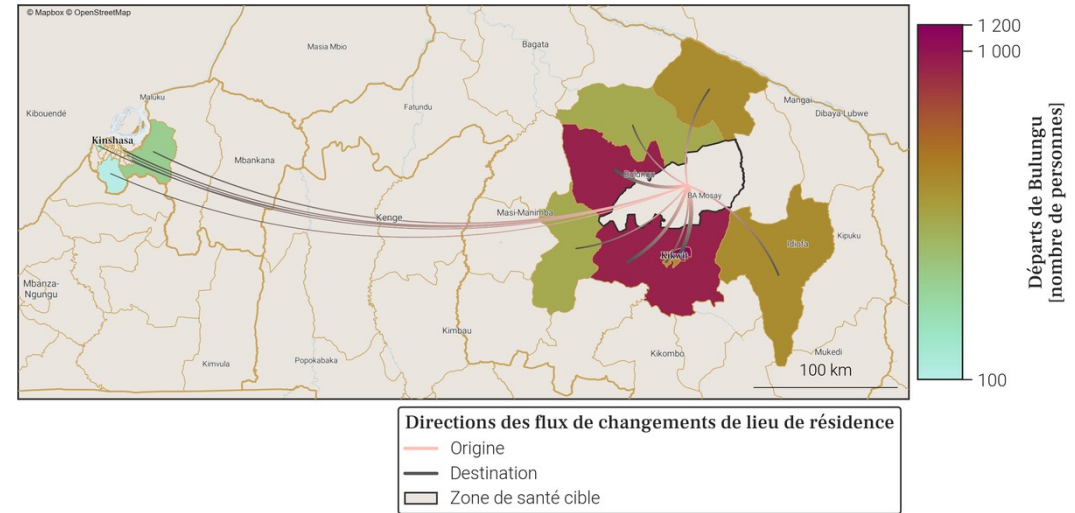 © Mapbox © OpenStreetMap
Masia Mbio
Bagata
Maluku
Kibouendé
Fatundu
Mangai
Dibaya-Lubwe
Kinshasa
Mbankana
Bulungu
BA Mosay
Kenge
Masi-Manimba
Kipuku
Idiofa
Kikwit
Mbanza-
Ngungu
Kimbau
Kimvula
Popokabaka
Kikombo
Mukedi
100 km
1 200
1 000
100
Départs de Bulungu
[nombre de personnes]
Directions des flux de changements de lieu de résidence
Origine
Destination
Zone de santé cible